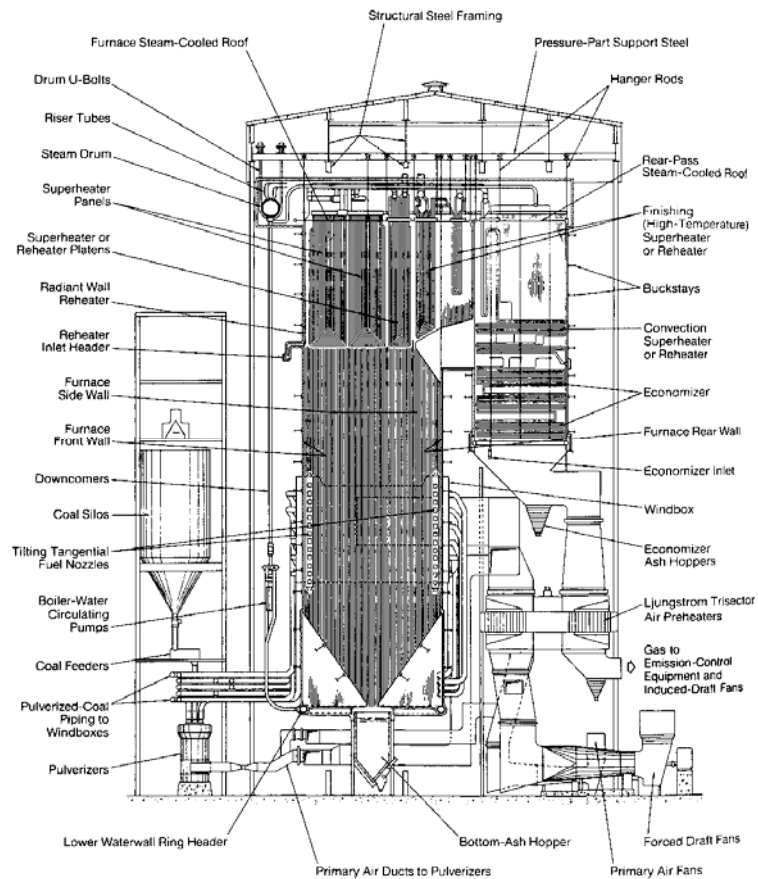 Structural Steel Framing
Furnace Steam-Cooled Roof
Pressure-Part Support Steel
Drum U-Bolts
Hanger Rods
Riser Tubes
Steam Drum
Rear-Pass
Steam-Cooled Roof
Superheater
Panels
Finishing
(High-Temperature)
Superheater
or Reheater
Superheater or
Reheater Platens
Buckstays
Radiant Wall
Reheater
Reheater
Inlet Header
Convection
Superheater
or Reheater
Furnace
Side Wall
Economizer
Furnace
Front Wall
Furnace Rear Wall
Economizer Inlet
Downcomers
Coal Silos
Windbox
Tilting Tangential
Fuel Nozzles
Economizer
Ash Hoppers
Boiler-Water
Circulating
Pumps
Ljungstrom Trisector
Air Preheaters
Coal Feeders
Gas to
Emission-Control
Equipment and
Induced-Draft Fans
Pulverized-Coal
Piping to
Windboxes
Pulverizers
Lower Waterwall Ring Header
Bottom-Ash Hopper
Forced Draft Fans
Primary Air Ducts to Pulverizers
Primary Air Fans